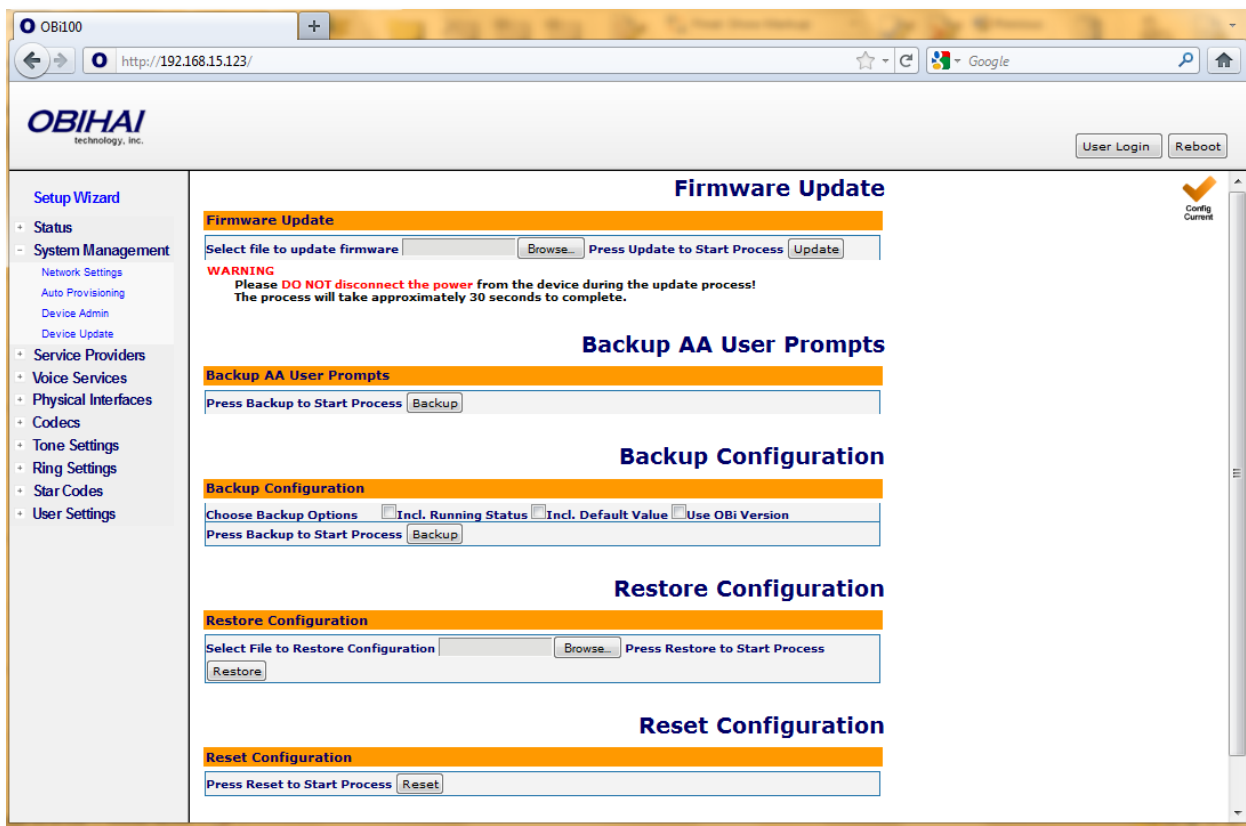 OBi100
http://192.168.15.123/
Google
OBIHAI
technology, inc.
User Login
Reboot
Setup Wizard
Status
System Management
Network Settings
Auto Provisioning
Device Admin
Device Update
Service Providers
Voice Services
Physical Interfaces
Codecs
Tone Settings
Ring Settings
Star Codes
User Settings
Firmware Update
Config
Current
Firmware Update
Select file to update firmware Browse... Press Update to Start Process Update
WARNING
Please DO NOT disconnect the power from the device during the update process!
The process will take approximately 30 seconds to complete.
Backup AA User Prompts
Backup AA User Prompts
Press Backup to Start Process Backup
Backup Configuration
Backup Configuration
Choose Backup Options Incl. Running Status Incl. Default Value Use OBi Version
Press Backup to Start Process Backup
Restore Configuration
Restore Configuration
Select File to Restore Configuration Browse... Press Restore to Start Process
Restore
Reset Configuration
Reset Configuration
Press Reset to Start Process Reset